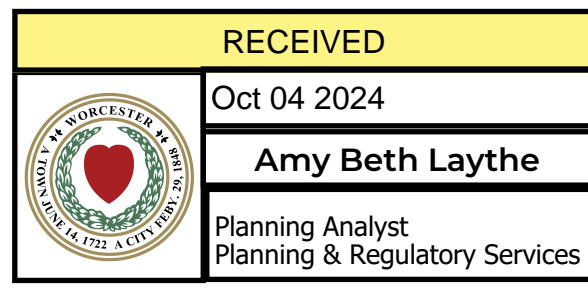 RECEIVED
Oct 04 2024
WORCESTER
A TOWN JUNE 14, 1722 A CITY FEBY. 29, 1848
Amy Beth Laythe
Planning Analyst
Planning & Regulatory Services